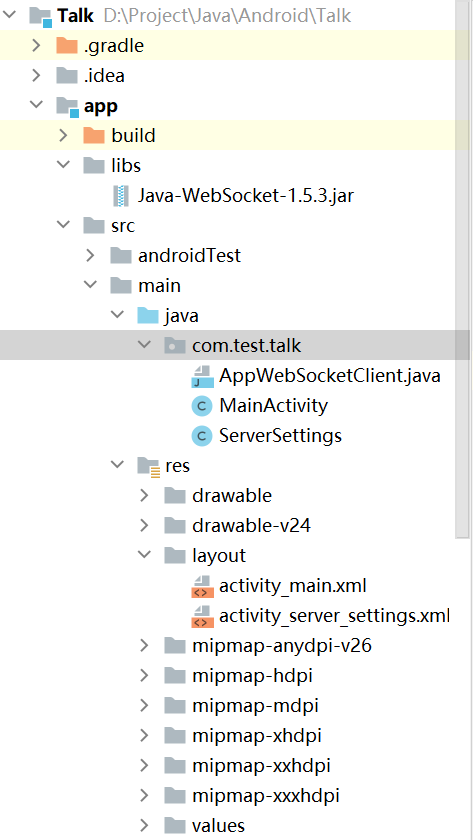 Talk D:\Project\Java\Android\Talk
.gradle
.idea
app
build
libs
Java-WebSocket-1.5.3.jar
src
androidTest
main
java
com.test.talk
AppWebSocketClient.java
MainActivity
ServerSettings
res
drawable
drawable-v24
layout
activity_main.xml
activity_server_settings.xml
mipmap-anydpi-v26
mipmap-hdpi
mipmap-mdpi
mipmap-xhdpi
mipmap-xxhdpi
mipmap-xxxhdpi
values